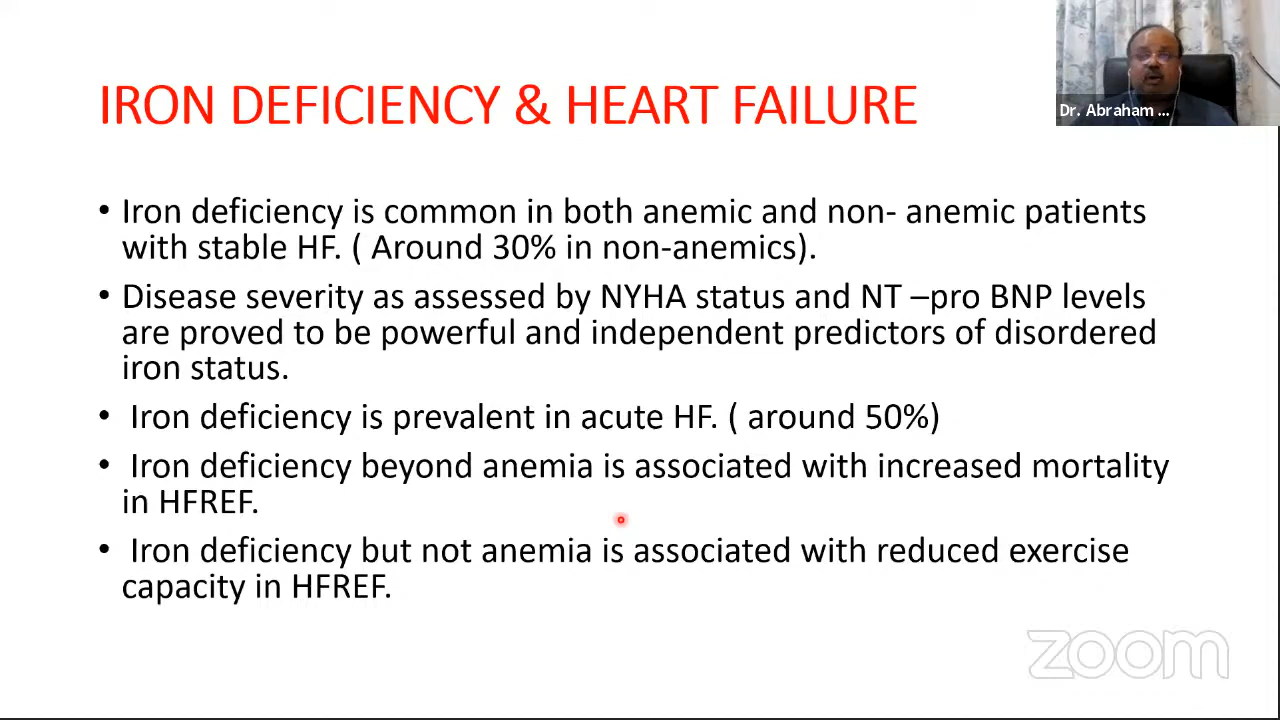 IRON DEFICIENCY & HEART FAILURE
Dr. Abraham ...
• Iron deficiency is common in both anemic and non- anemic patients
with stable HF. ( Around 30% in non-anemics).
• Disease severity as assessed by NYHA status and NT –pro BNP levels
are proved to be powerful and independent predictors of disordered
iron status.
• Iron deficiency is prevalent in acute HF. ( around 50%)
• Iron deficiency beyond anemia is associated with increased mortality
in HFREF.
• Iron deficiency but not anemia is associated with reduced exercise
capacity in HFREF.
zoom